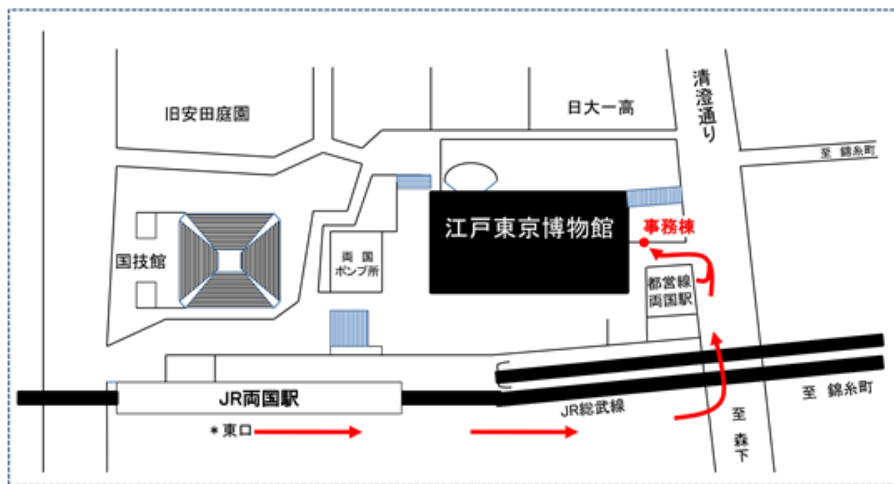 旧安田庭園
日大一高
清澄通り
至 錦糸町
江戸東京博物館
事務棟
国技館
両 国
ポンプ所
都営線
両国駅
JR両国駅
JR総武線
至 錦糸町
*東口
至 森下